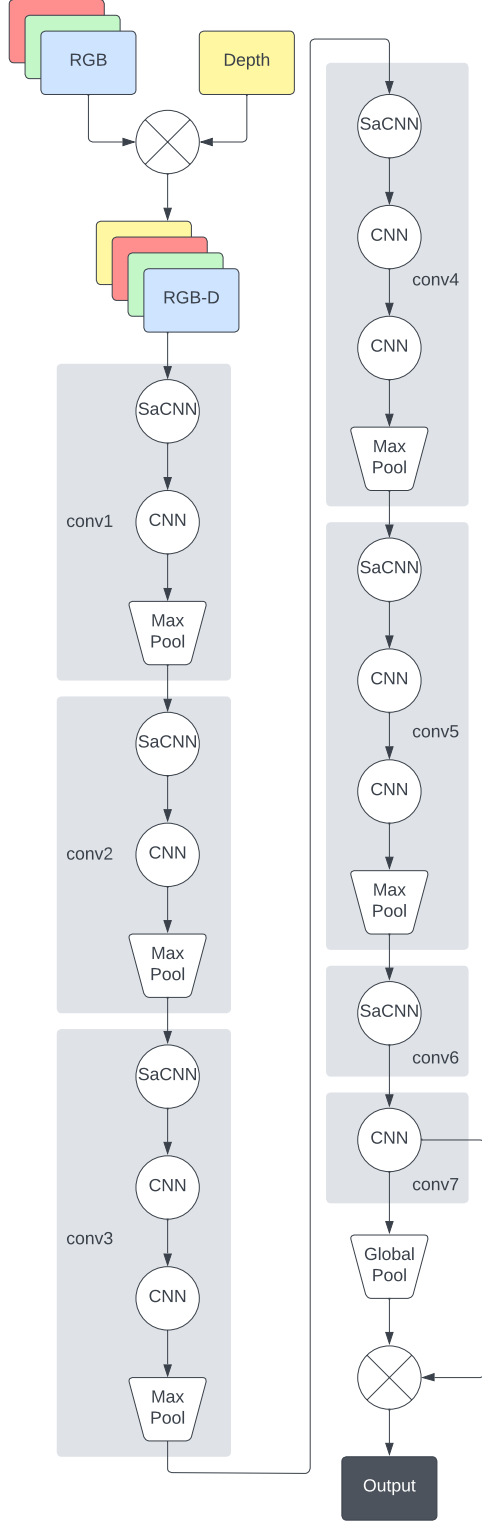 RGB
Depth
RGB-D
SaCNN
CNN
conv1
Max
Pool
SaCNN
CNN
conv2
Max
Pool
SaCNN
CNN
conv3
CNN
Max
Pool
SaCNN
CNN
conv4
CNN
Max
Pool
SaCNN
CNN
conv5
CNN
Max
Pool
SaCNN
conv6
CNN
conv7
Global
Pool
Output